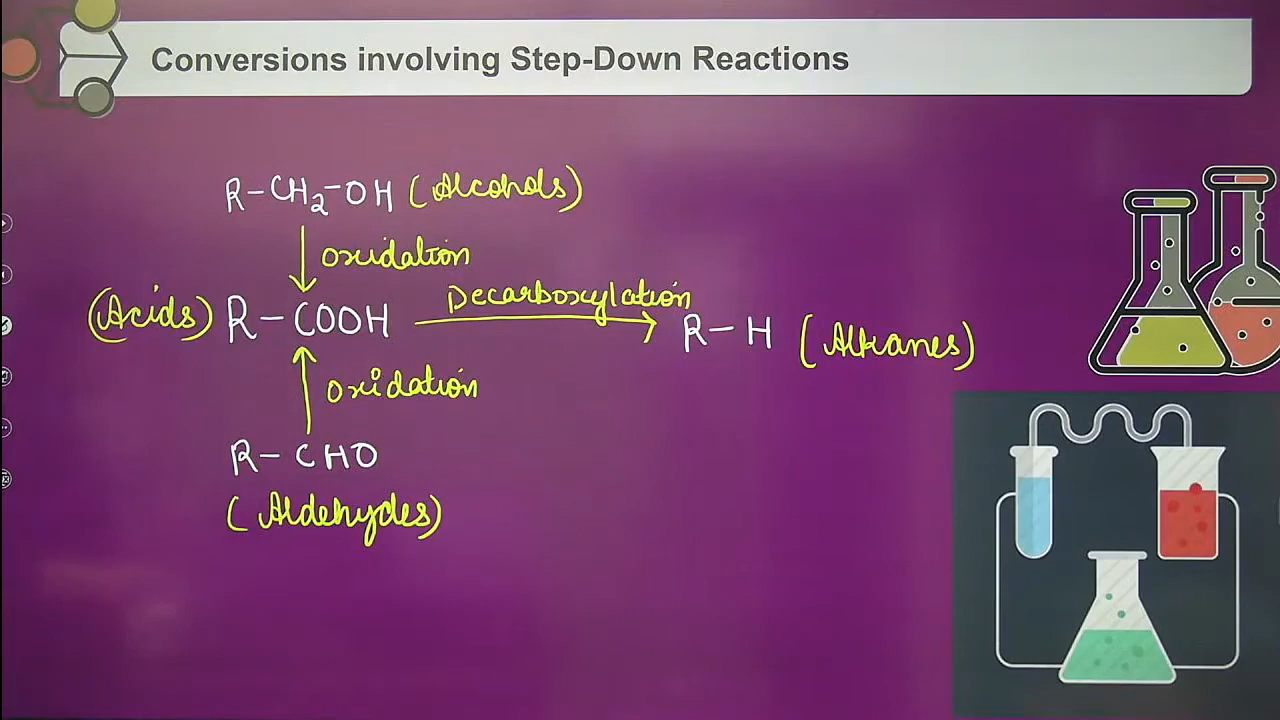 Conversions involving Step-Down Reactions
R-CH2-OH (Alcohols)
oxidation
(Acids) R-COOH Decarboxylation R-H (Alkanes)
oxidation
R-CHO
(Aldehydes)